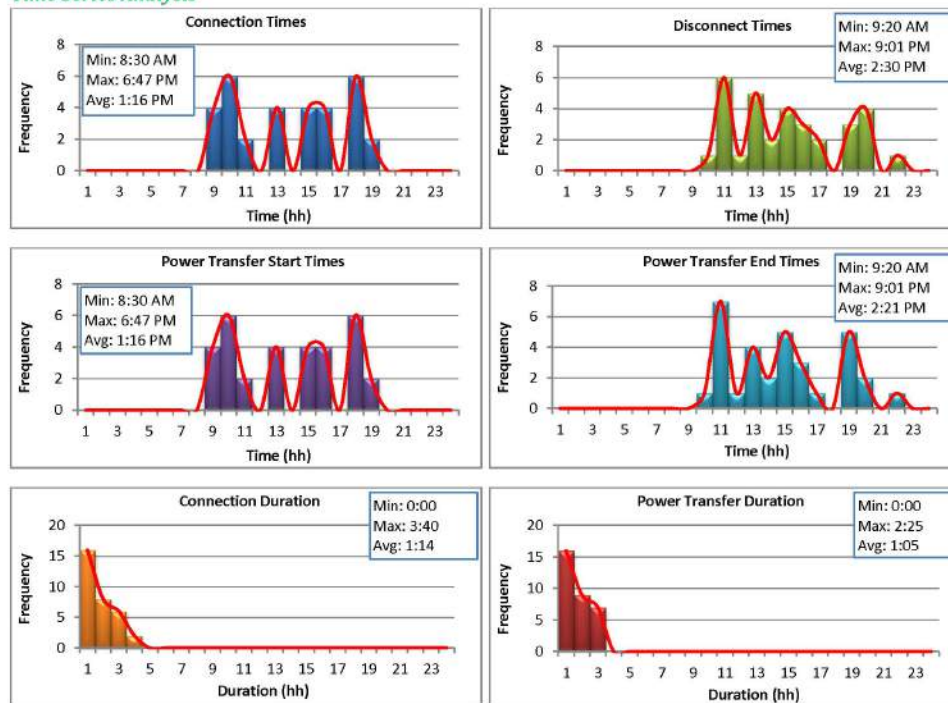 Time Series Analysis
Connection Times
Min: 8:30 AM
Max: 6:47 PM
Avg: 1:16 PM
Frequency
8
6
4
2
0
1 3 5 7 9 11 13 15 17 19 21 23
Time (hh)
Disconnect Times
Min: 9:20 AM
Max: 9:01 PM
Avg: 2:30 PM
Frequency
8
6
4
2
0
1 3 5 7 9 11 13 15 17 19 21 23
Time (hh)
Power Transfer Start Times
Min: 8:30 AM
Max: 6:47 PM
Avg: 1:16 PM
Frequency
8
6
4
2
0
1 3 5 7 9 11 13 15 17 19 21 23
Time (hh)
Power Transfer End Times
Min: 9:20 AM
Max: 9:01 PM
Avg: 2:21 PM
Frequency
8
6
4
2
0
1 3 5 7 9 11 13 15 17 19 21 23
Time (hh)
Connection Duration
Min: 0:00
Max: 3:40
Avg: 1:14
Frequency
20
15
10
5
0
1 3 5 7 9 11 13 15 17 19 21 23
Duration (hh)
Power Transfer Duration
Min: 0:00
Max: 2:25
Avg: 1:05
Frequency
20
15
10
5
0
1 3 5 7 9 11 13 15 17 19 21 23
Duration (hh)